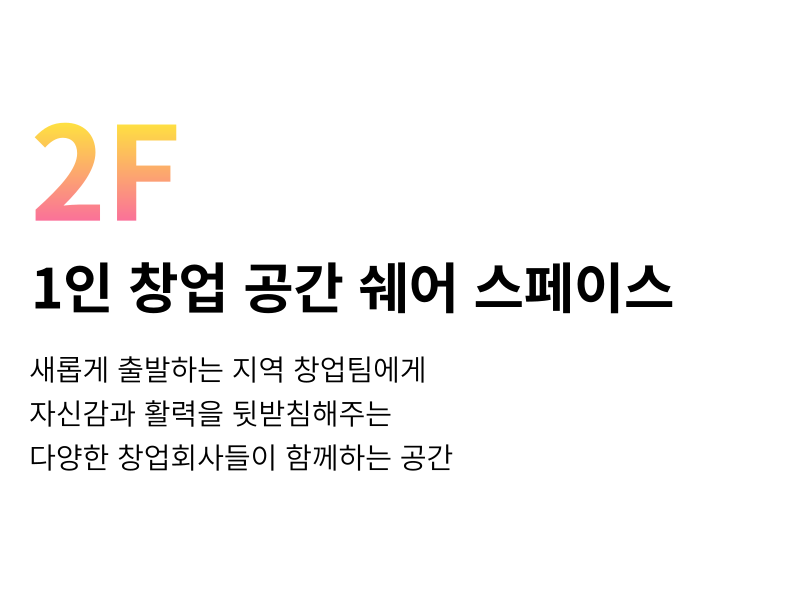 2F
1인 창업 공간 쉐어 스페이스
새롭게 출발하는 지역 창업팀에게
자신감과 활력을 뒷받침해주는
다양한 창업회사들이 함께하는 공간